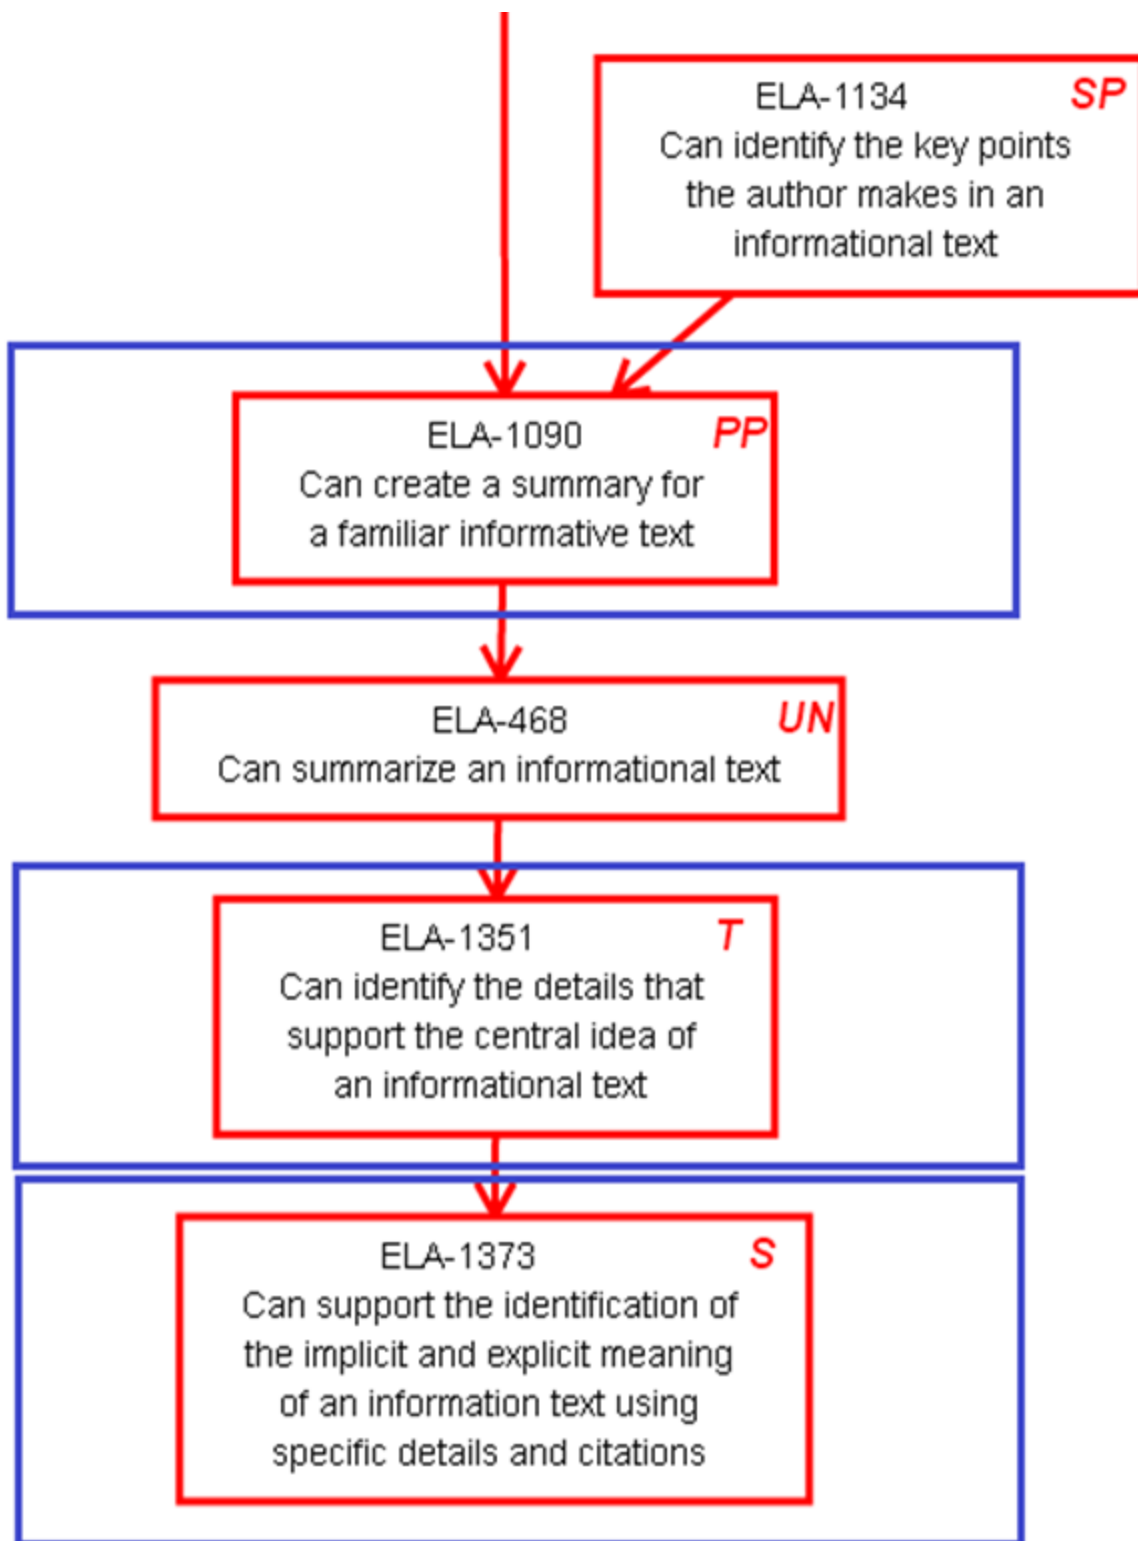 ELA-1134 SP
Can identify the key points
the author makes in an
informational text
ELA-1090 PP
Can create a summary for
a familiar informative text
ELA-468 UN
Can summarize an informational text
ELA-1351 T
Can identify the details that
support the central idea of
an informational text
ELA-1373 S
Can support the identification of
the implicit and explicit meaning
of an information text using
specific details and citations